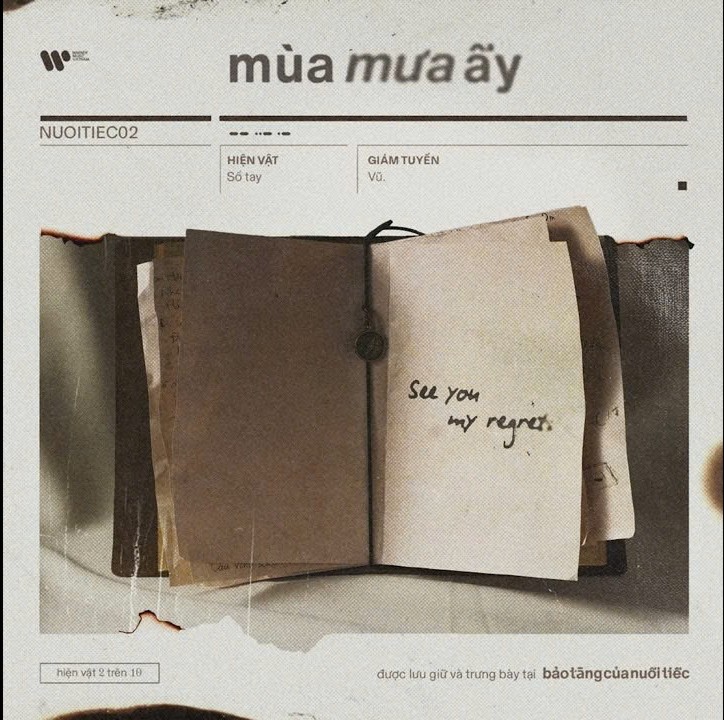 mùa mưa ấy
NUOITIEC02
HIỆN VẬT
Sổ tay
GIÁM TUYỂN
Vũ.
See you
my regret.
hiện vật 2 trên 10
được lưu giữ và trưng bày tại bảotàngcủanuốitiếc